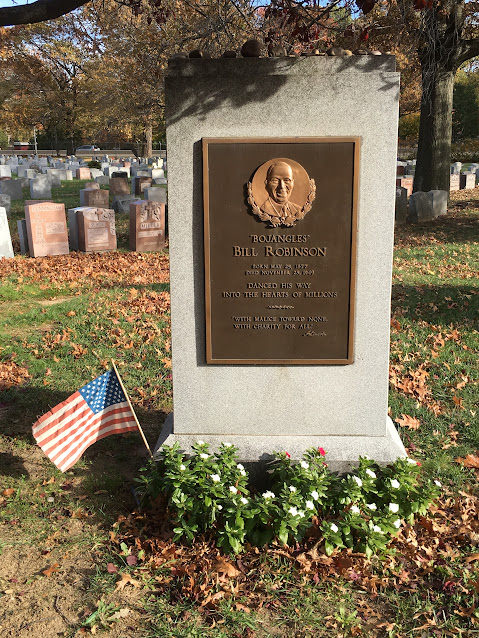 "BOJANGLES"
BILL ROBINSON
BORN MAY 25, 1877
DIED NOVEMBER 25, 1949
DANCED HIS WAY
INTO THE HEARTS OF MILLIONS
"WITH MALICE TOWARD NONE,
WITH CHARITY FOR ALL."
-A. Lincoln